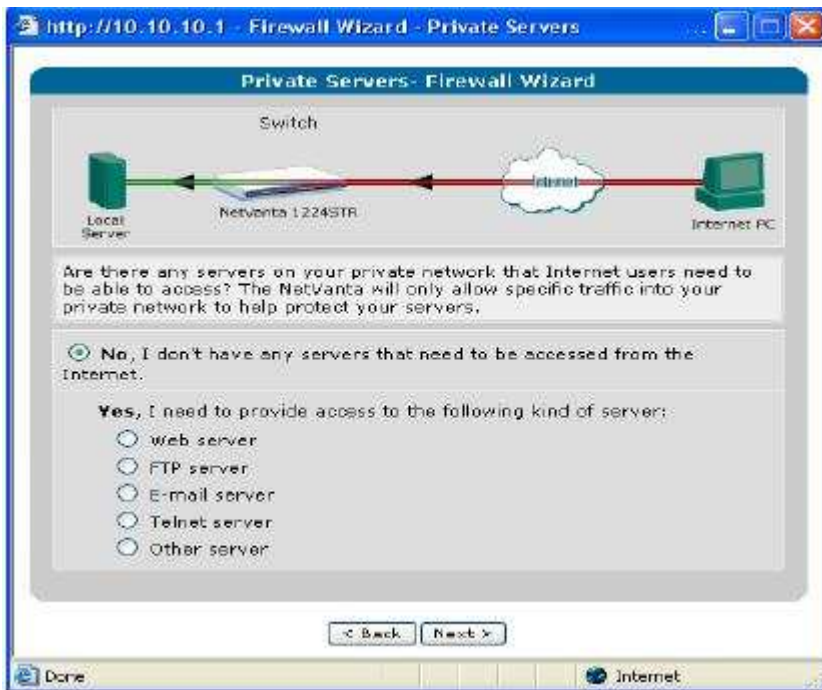 http://10.10.10.1 - Firewall Wizard - Private Servers ...
Private Servers- Firewall Wizard
Switch
Internet
Local
Server
NetVanta 1224STR
Internet PC
Are there any servers on your private network that Internet users need to
be able to access? The NetVanta will only allow specific traffic into your
private network to help protect your servers.
No, I don't have any servers that need to be accessed from the
Internet.
Yes, I need to provide access to the following kind of server:
Web server
FTP server
E-mail server
Telnet server
Other server
< Back Next >
Done Internet